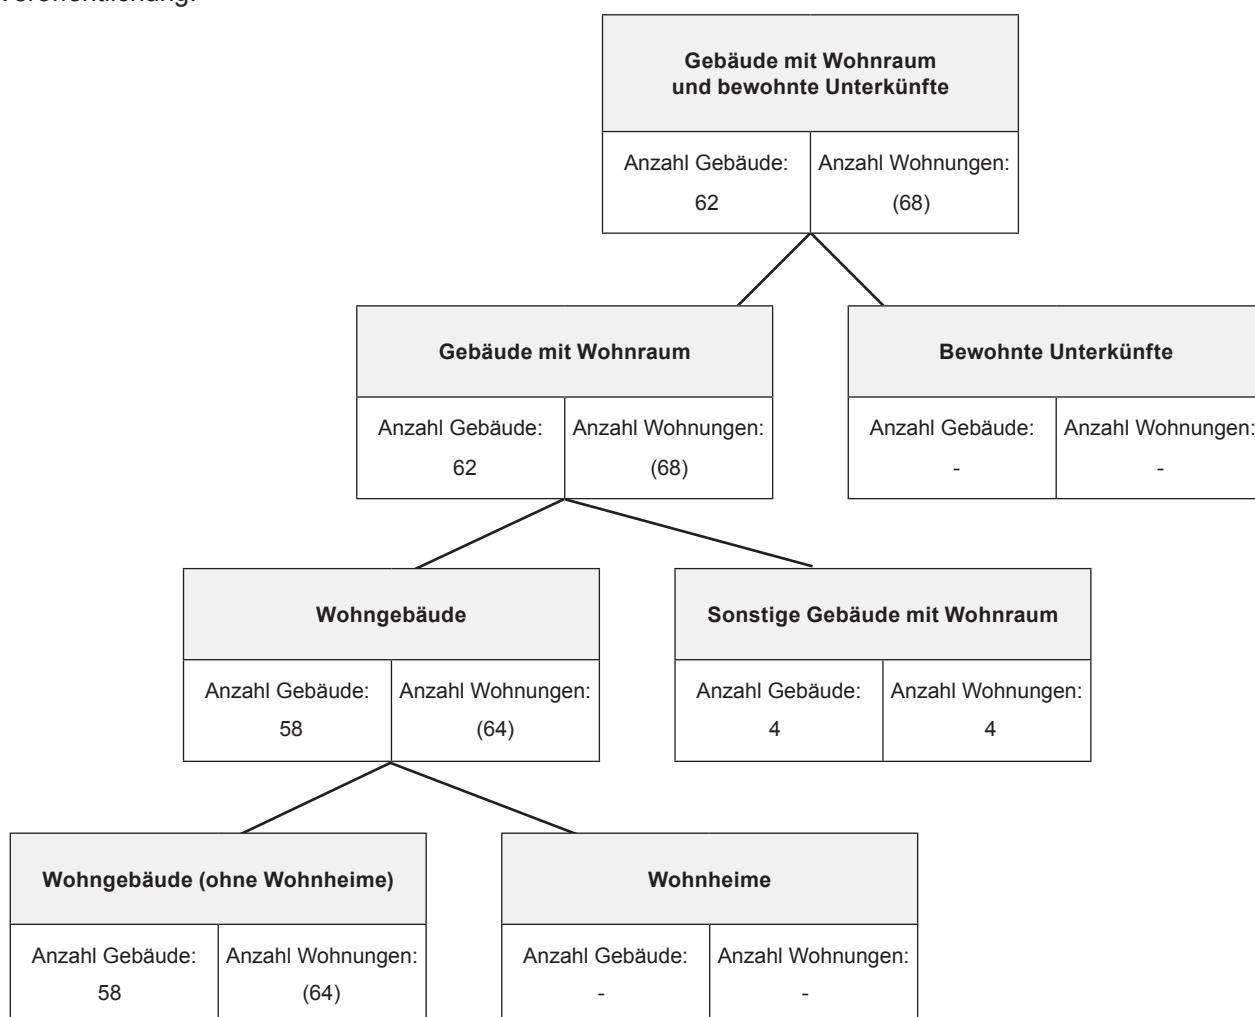 Veröffentlichung.
Gebäude mit Wohnraum
und bewohnte Unterkünfte
Anzahl Gebäude: Anzahl Wohnungen:
62 (68)
Gebäude mit Wohnraum Bewohnte Unterkünfte
Anzahl Gebäude: Anzahl Wohnungen: Anzahl Gebäude: Anzahl Wohnungen:
62 (68) - -
Wohngebäude Sonstige Gebäude mit Wohnraum
Anzahl Gebäude: Anzahl Wohnungen: Anzahl Gebäude: Anzahl Wohnungen:
58 (64) 4 4
Wohngebäude (ohne Wohnheime) Wohnheime
Anzahl Gebäude: Anzahl Wohnungen: Anzahl Gebäude: Anzahl Wohnungen:
58 (64) - -